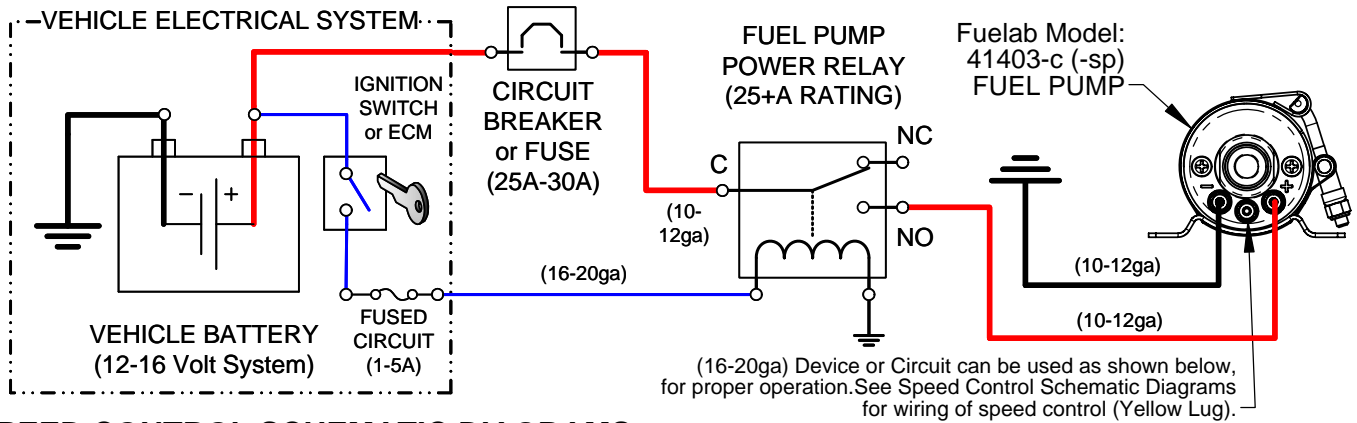 VEHICLE ELECTRICAL SYSTEM
IGNITION
SWITCH
or ECM
- +
VEHICLE BATTERY
(12-16 Volt System)
FUSED
CIRCUIT
(1-5A)
CIRCUIT
BREAKER
or FUSE
(25A-30A)
(16-20ga)
FUEL PUMP
POWER RELAY
(25+A RATING)
C
NC
NO
(10-
12ga)
Fuelab Model:
41403-c (-sp)
FUEL PUMP
- +
(10-12ga)
(10-12ga)
(16-20ga) Device or Circuit can be used as shown below,
for proper operation.See Speed Control Schematic Diagrams
for wiring of speed control (Yellow Lug).